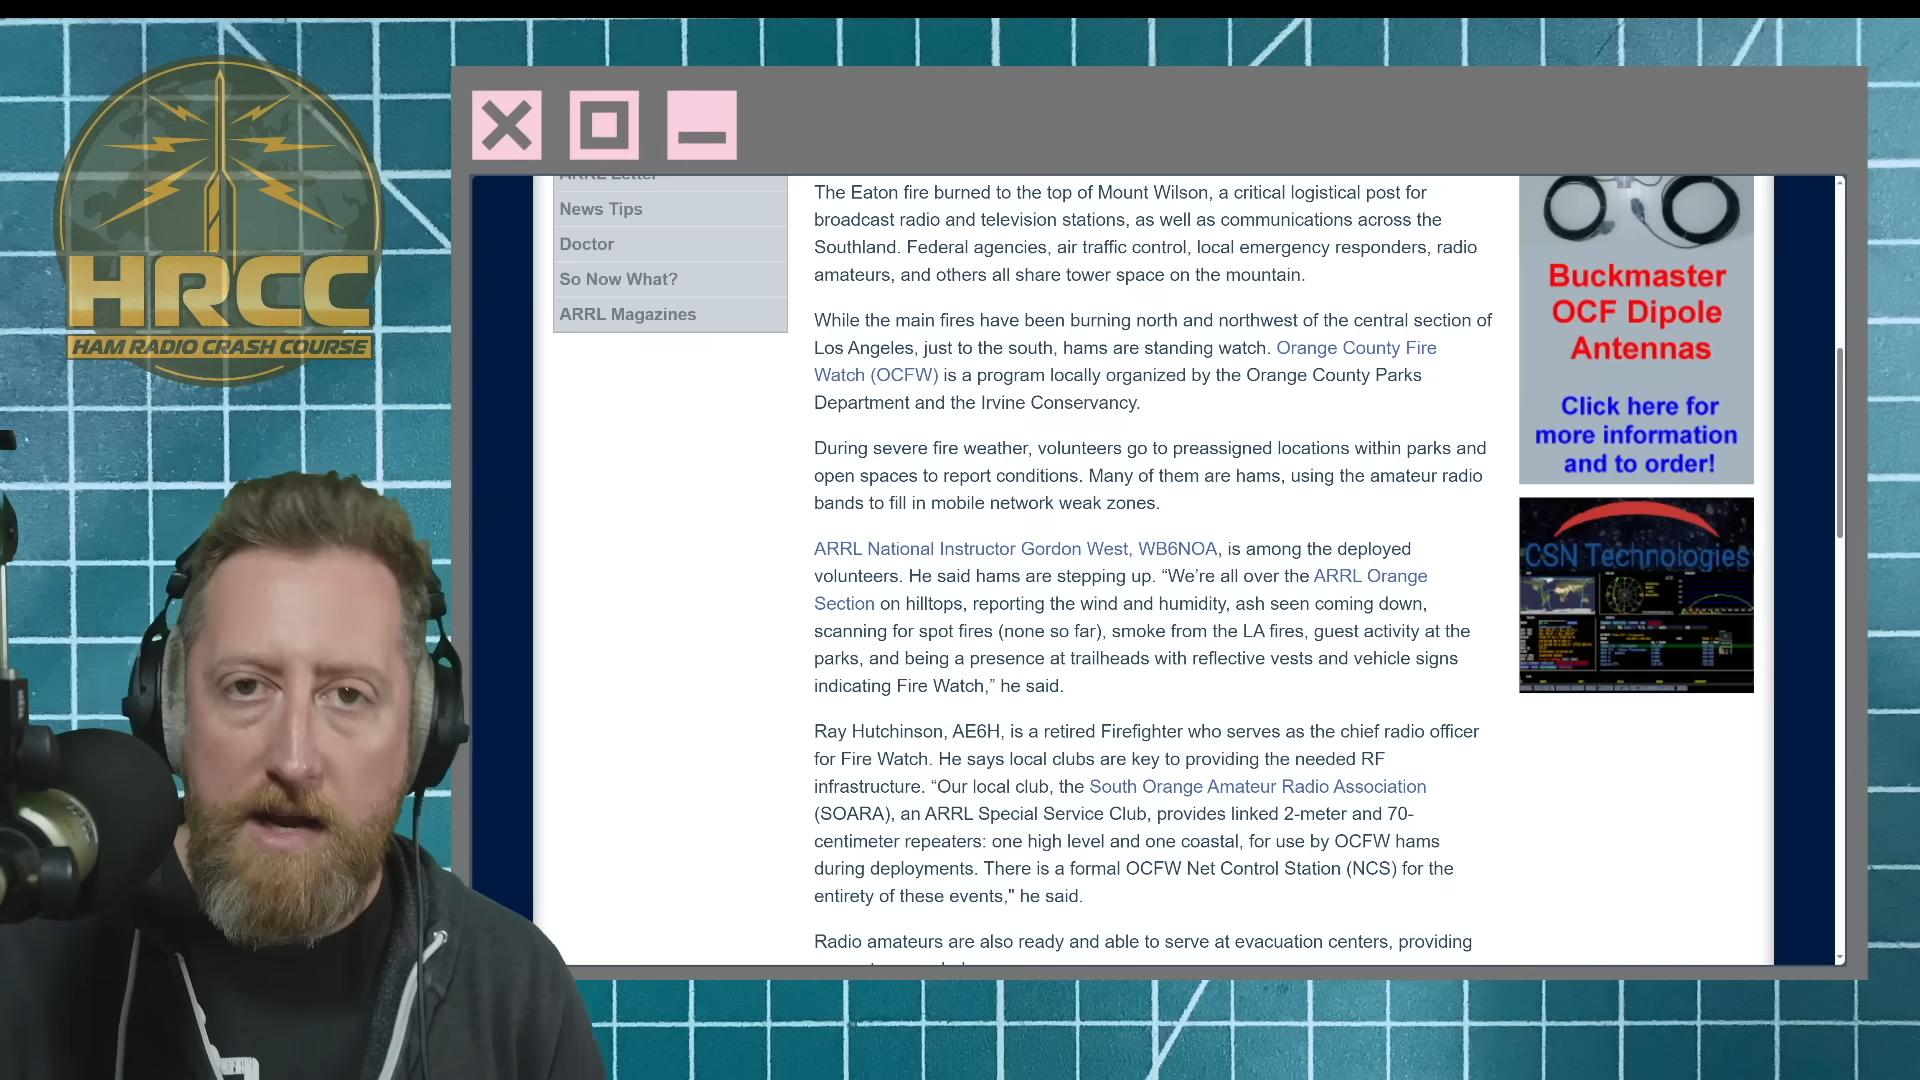 HRCC
HAM RADIO CRASH COURSE
ARRL Letter
News Tips
Doctor
So Now What?
ARRL Magazines
The Eaton fire burned to the top of Mount Wilson, a critical logistical post for
broadcast radio and television stations, as well as communications across the
Southland. Federal agencies, air traffic control, local emergency responders, radio
amateurs, and others all share tower space on the mountain.
While the main fires have been burning north and northwest of the central section of
Los Angeles, just to the south, hams are standing watch. Orange County Fire
Watch (OCFW) is a program locally organized by the Orange County Parks
Department and the Irvine Conservancy.
During severe fire weather, volunteers go to preassigned locations within parks and
open spaces to report conditions. Many of them are hams, using the amateur radio
bands to fill in mobile network weak zones.
ARRL National Instructor Gordon West, WB6NOA, is among the deployed
volunteers. He said hams are stepping up. “We’re all over the ARRL Orange
Section on hilltops, reporting the wind and humidity, ash seen coming down,
scanning for spot fires (none so far), smoke from the LA fires, guest activity at the
parks, and being a presence at trailheads with reflective vests and vehicle signs
indicating Fire Watch,” he said.
Ray Hutchinson, AE6H, is a retired Firefighter who serves as the chief radio officer
for Fire Watch. He says local clubs are key to providing the needed RF
infrastructure. “Our local club, the South Orange Amateur Radio Association
(SOARA), an ARRL Special Service Club, provides linked 2-meter and 70-
centimeter repeaters: one high level and one coastal, for use by OCFW hams
during deployments. There is a formal OCFW Net Control Station (NCS) for the
entirety of these events," he said.
Radio amateurs are also ready and able to serve at evacuation centers, providing
Buckmaster
OCF Dipole
Antennas
Click here for
more information
and to order!
CSN Technologies